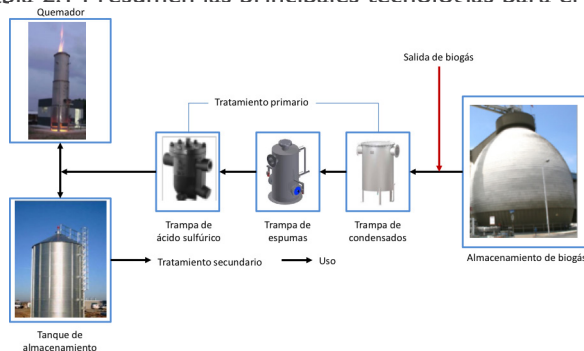 Quemador
Salida de biogás
Tratamiento primario
Trampa de
ácido sulfúrico
Trampa de
espumas
Trampa de
condensados
Almacenamiento de biogás
Tratamiento secundario
Uso
Tanque de
almacenamiento